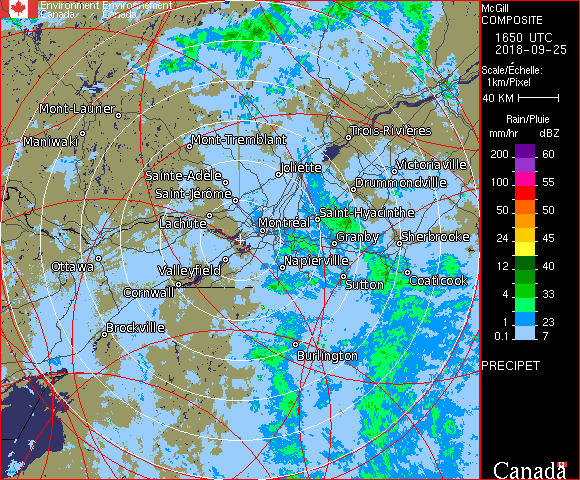 Environment Environnement
Canada Canada
McGill
COMPOSITE
1650 UTC
2018-09-25
Scale/Échelle:
1km/Pixel
40 KM
Rain/Pluie
mm/hr dBZ
200 60
100 55
50 50
24 45
12 40
4 33
1 23
0.1 7
PRECIPET
Canada
Mont-Laurier
Maniwaki
Mont-Tremblant
Trois-Rivières
Joliette
Victoriaville
Sainte-Adèle
Drummondville
Saint-Jérôme
Lachute
Saint-Hyacinthe
Montréal
Granby
Sherbrooke
Ottawa
Valleyfield
Napierville
Cornwall
Sutton
Coaticook
Brockville
Burlington